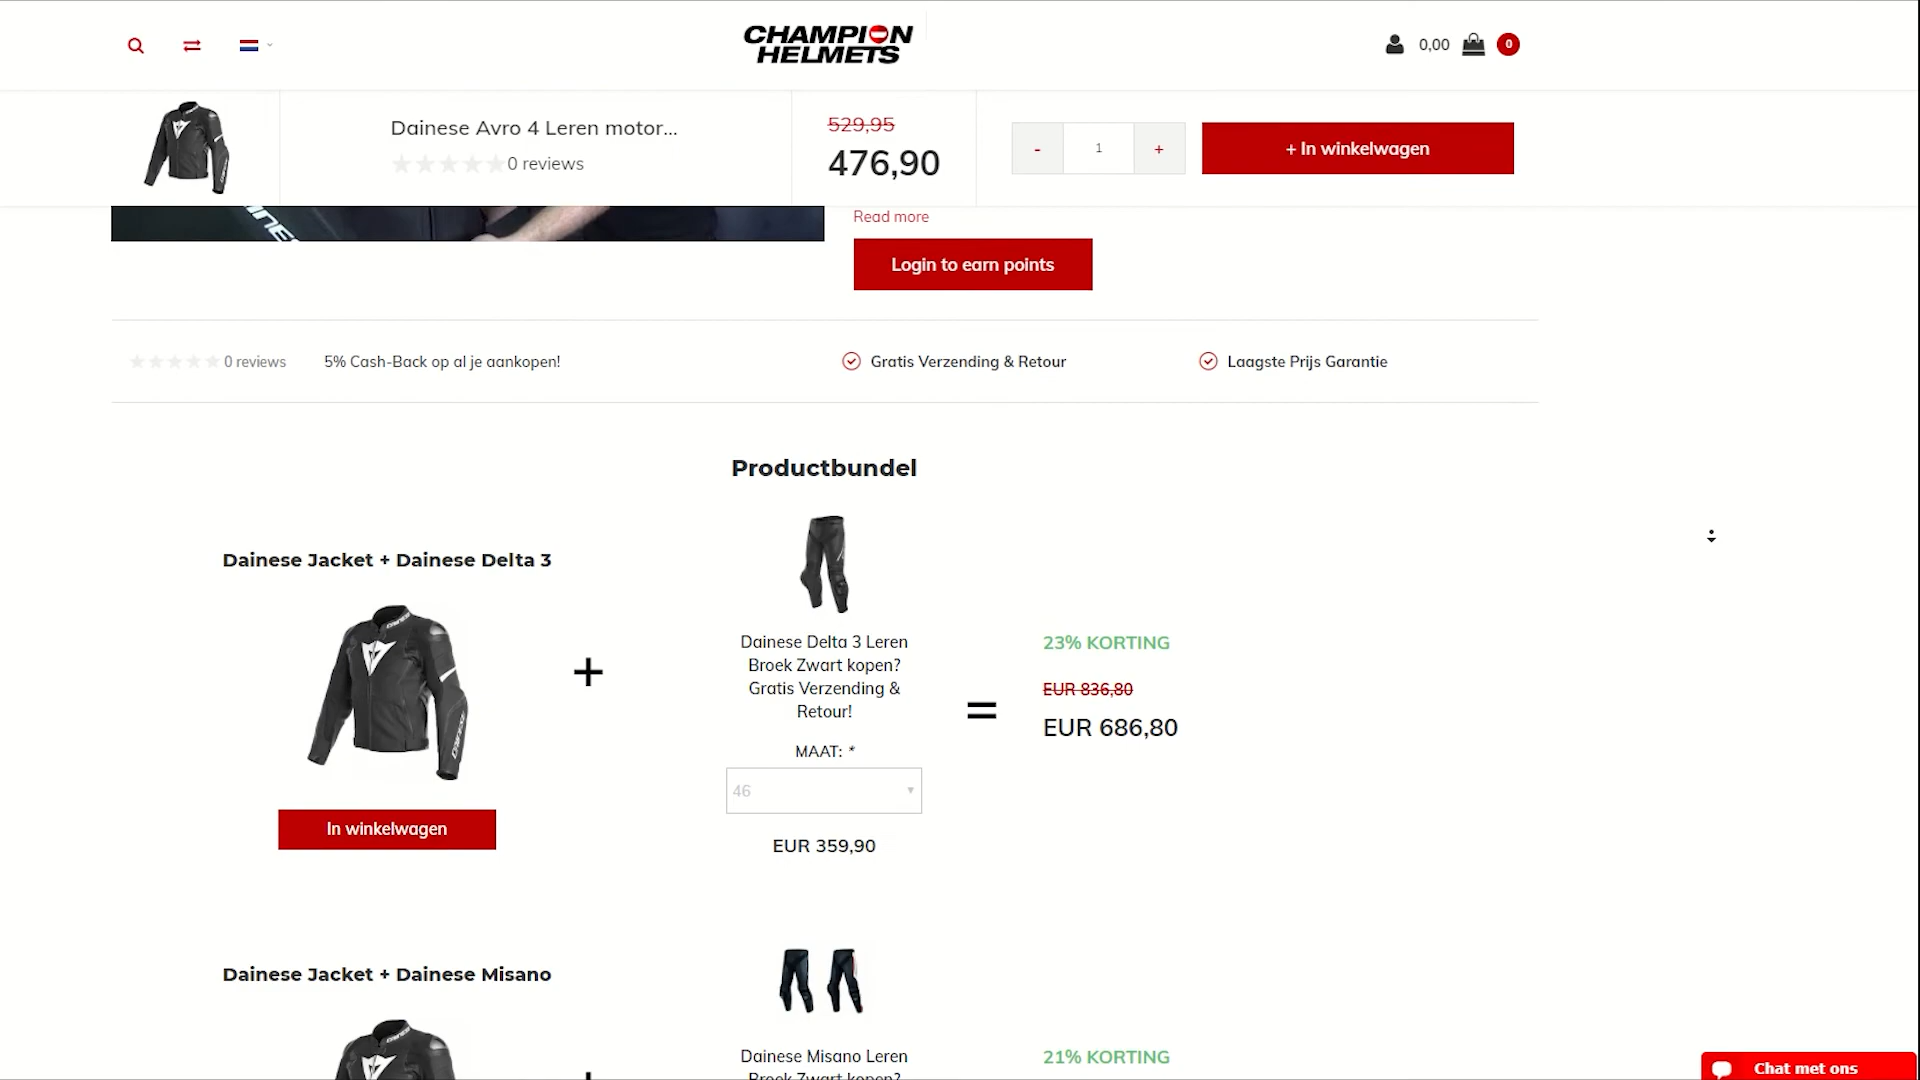 CHAMPION
HELMETS
0,00
0
Dainese Avro 4 Leren motor...
0 reviews
529,95
476,90
-
1
+
+ In winkelwagen
Read more
Login to earn points
0 reviews
5% Cash-Back op al je aankopen!
Gratis Verzending & Retour
Laagste Prijs Garantie
Productbundel
Dainese Jacket + Dainese Delta 3
+
Dainese Delta 3 Leren
Broek Zwart kopen?
Gratis Verzending &
Retour!
MAAT: *
46
EUR 359,90
=
23% KORTING
EUR 836,80
EUR 686,80
In winkelwagen
Dainese Jacket + Dainese Misano
Dainese Misano Leren
Broek Zwart kopen?
21% KORTING
Chat met ons